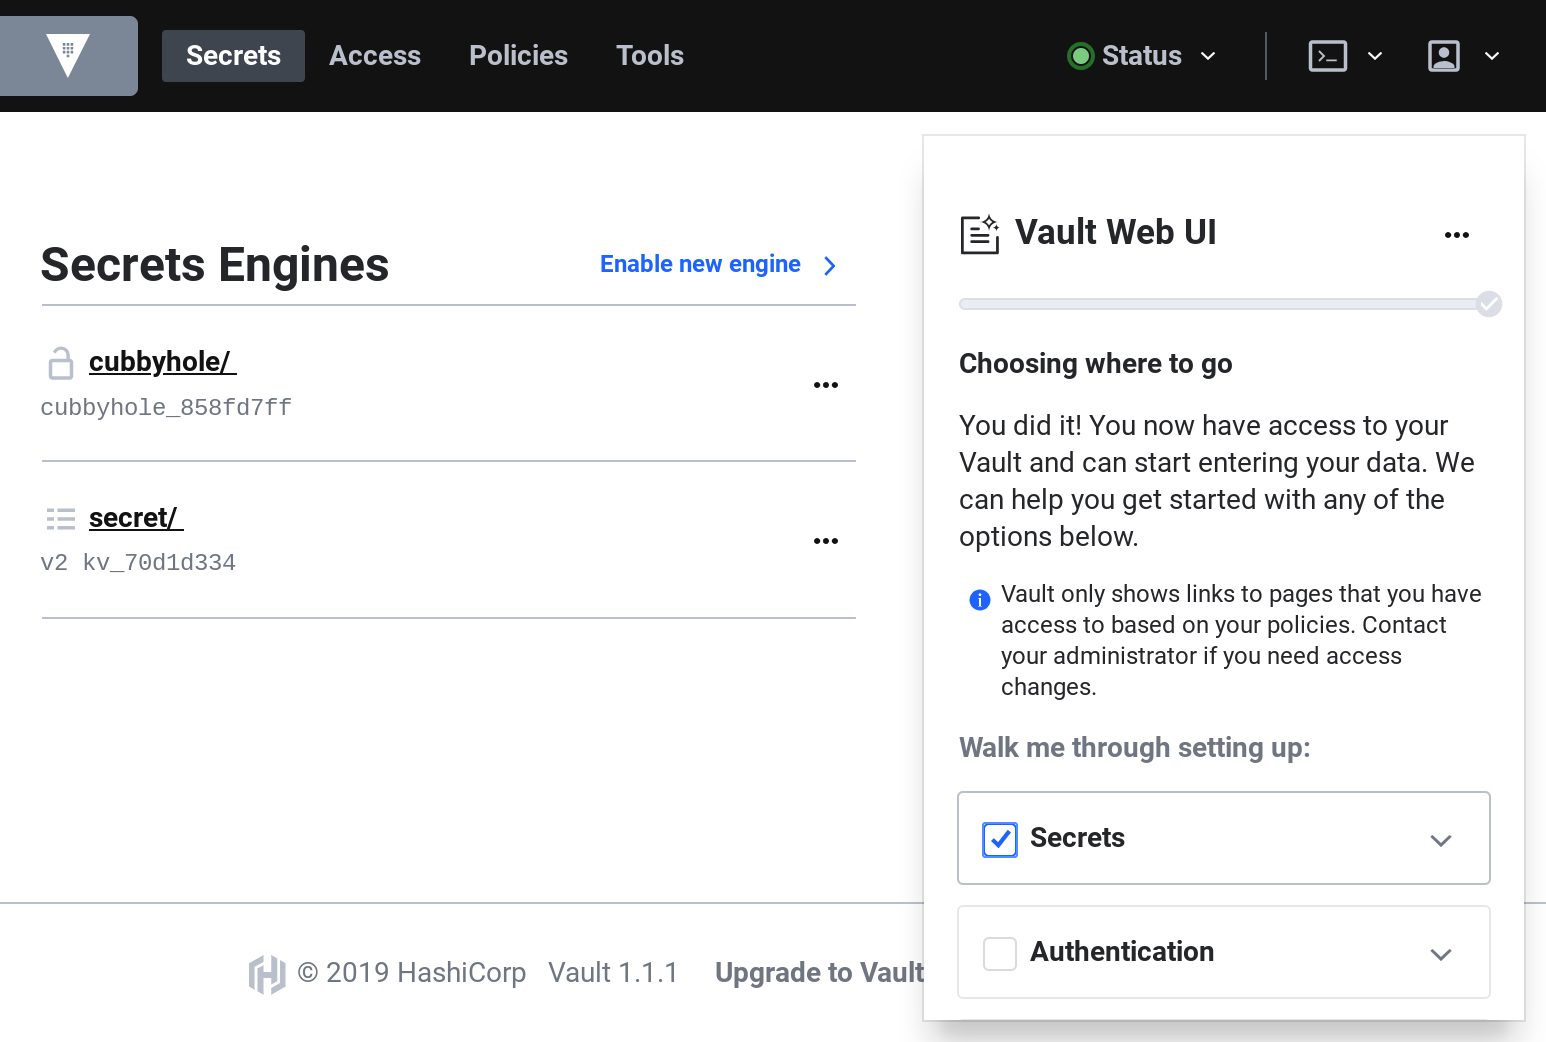 Secrets Access Policies Tools Status
Secrets Engines
Enable new engine
cubbyhole/
cubbyhole_858fd7ff
secret/
v2 kv_70d1d334
Vault Web UI
Choosing where to go
You did it! You now have access to your
Vault and can start entering your data. We
can help you get started with any of the
options below.
Vault only shows links to pages that you have
access to based on your policies. Contact
your administrator if you need access
changes.
Walk me through setting up:
Secrets
Authentication
© 2019 HashiCorp Vault 1.1.1 Upgrade to Vault